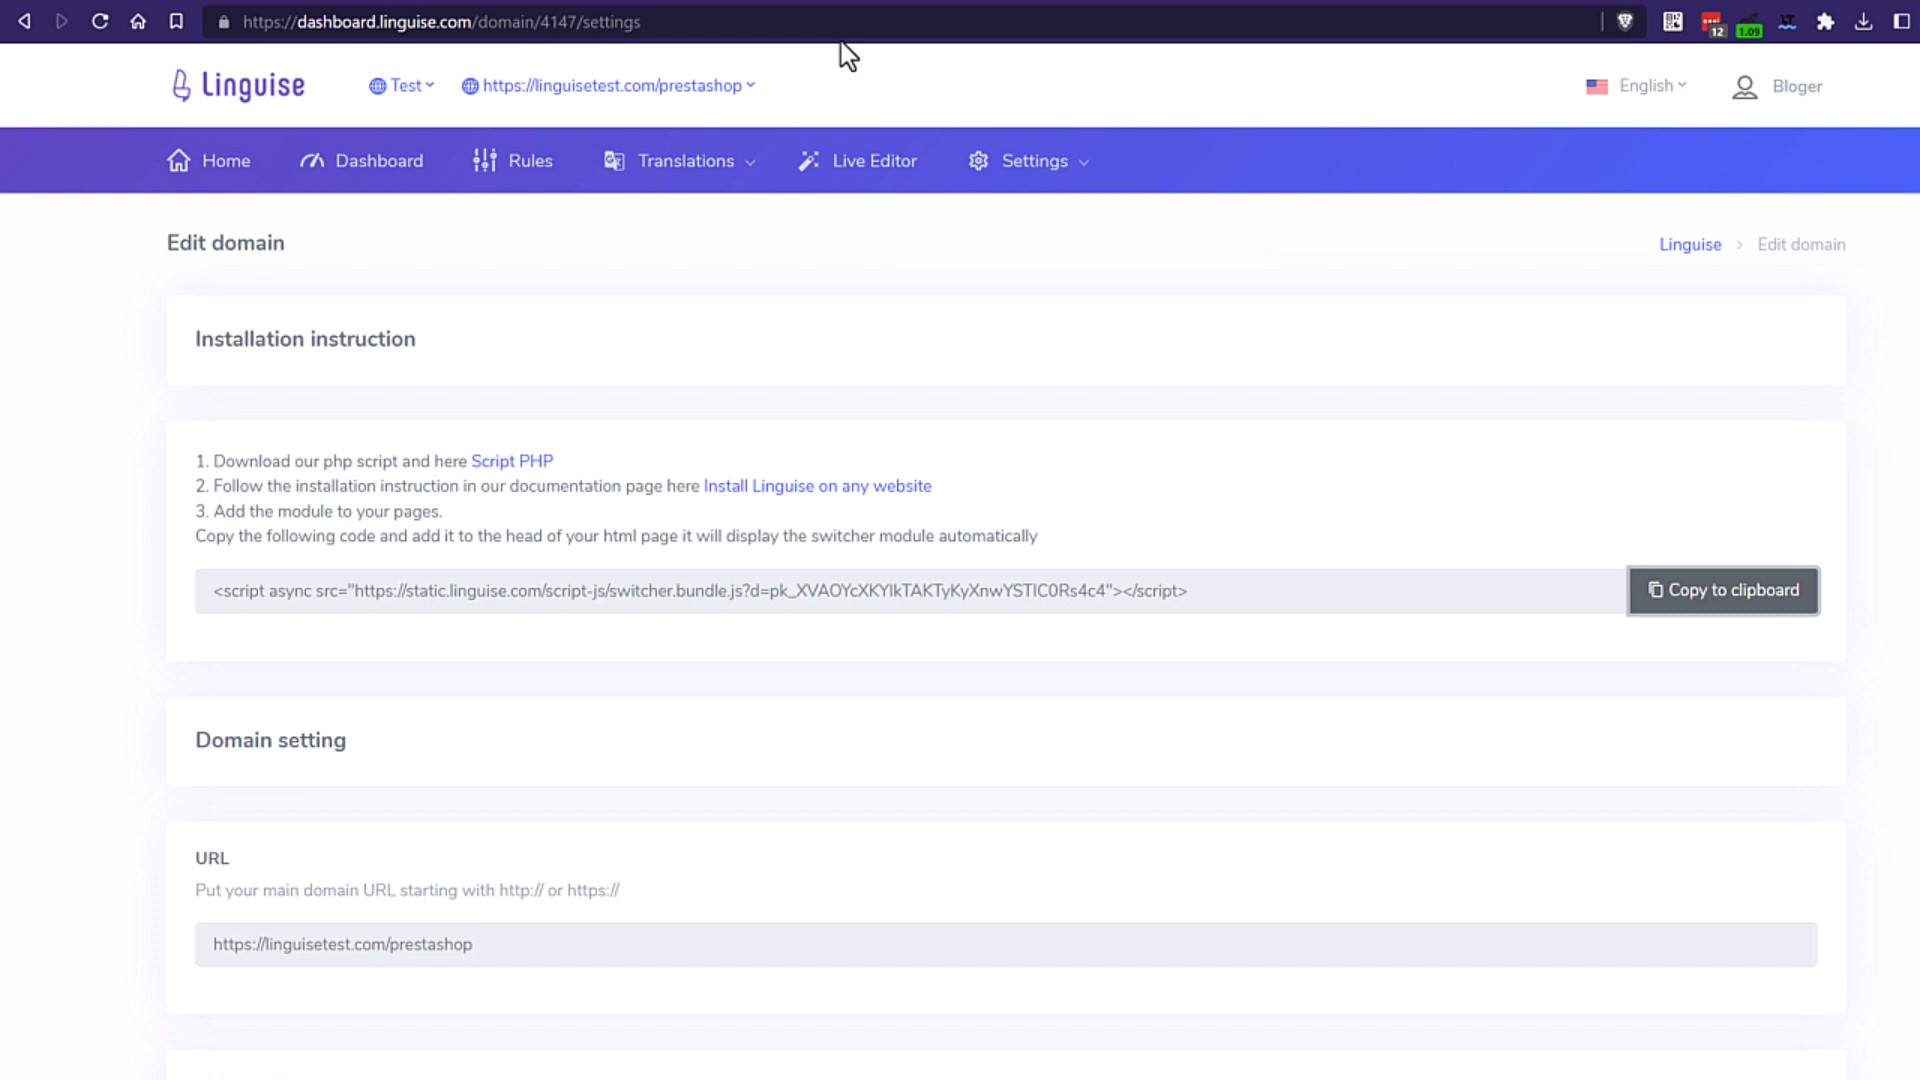 https://dashboard.linguise.com/domain/4147/settings
12
1.09
Linguise
Test
https://linguisetest.com/prestashop
English
Bloger
Home
Dashboard
Rules
Translations
Live Editor
Settings
Edit domain
Linguise > Edit domain
Installation instruction
1. Download our php script and here Script PHP
2. Follow the installation instruction in our documentation page here Install Linguise on any website
3. Add the module to your pages.
Copy the following code and add it to the head of your html page it will display the switcher module automatically
<script async src="https://static.linguise.com/script-js/switcher.bundle.js?d=pk_XVAOYcXKYIkTAKTyKyXnwYSTIC0Rs4c4"></script>
Copy to clipboard
Domain setting
URL
Put your main domain URL starting with http:// or https://
https://linguisetest.com/prestashop